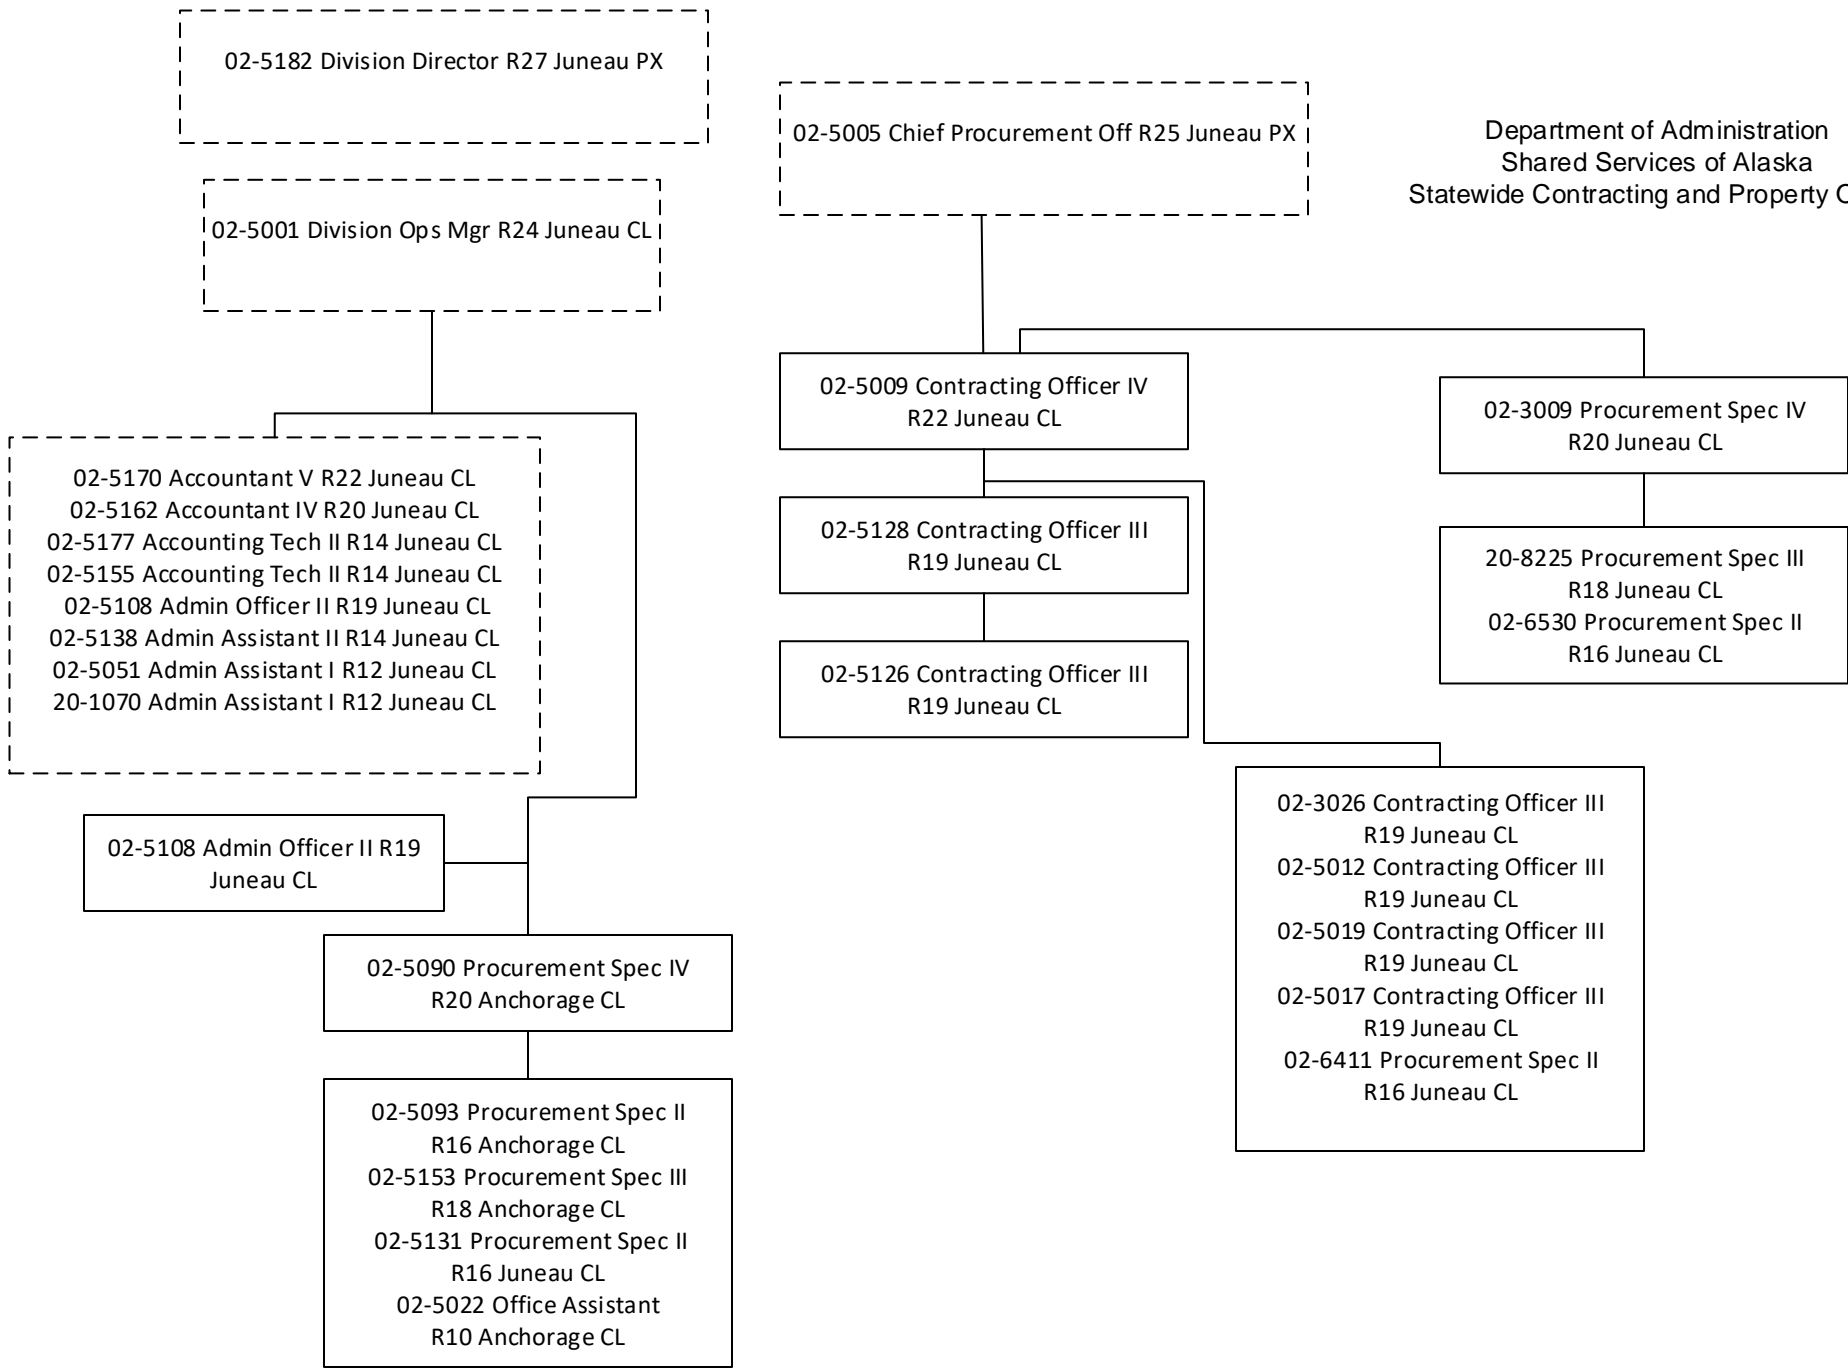 02-5182 Division Director R27 Juneau PX
02-5005 Chief Procurement Off R25 Juneau PX
Department of Administration
Shared Services of Alaska
Statewide Contracting and Property
02-5001 Division Ops Mgr R24 Juneau CL
02-5009 Contracting Officer IV
R22 Juneau CL
02-3009 Procurement Spec IV
R20 Juneau CL
02-5170 Accountant V R22 Juneau CL
02-5162 Accountant IV R20 Juneau CL
02-5177 Accounting Tech II R14 Juneau CL
02-5155 Accounting Tech II R14 Juneau CL
02-5108 Admin Officer II R19 Juneau CL
02-5138 Admin Assistant II R14 Juneau CL
02-5051 Admin Assistant I R12 Juneau CL
20-1070 Admin Assistant I R12 Juneau CL
02-5128 Contracting Officer III
R19 Juneau CL
20-8225 Procurement Spec III
R18 Juneau CL
02-6530 Procurement Spec II
R16 Juneau CL
02-5126 Contracting Officer III
R19 Juneau CL
02-5108 Admin Officer II R19
Juneau CL
02-3026 Contracting Officer III
R19 Juneau CL
02-5012 Contracting Officer III
R19 Juneau CL
02-5019 Contracting Officer III
R19 Juneau CL
02-5017 Contracting Officer III
R19 Juneau CL
02-6411 Procurement Spec II
R16 Juneau CL
02-5090 Procurement Spec IV
R20 Anchorage CL
02-5093 Procurement Spec II
R16 Anchorage CL
02-5153 Procurement Spec III
R18 Anchorage CL
02-5131 Procurement Spec II
R16 Juneau CL
02-5022 Office Assistant
R10 Anchorage CL